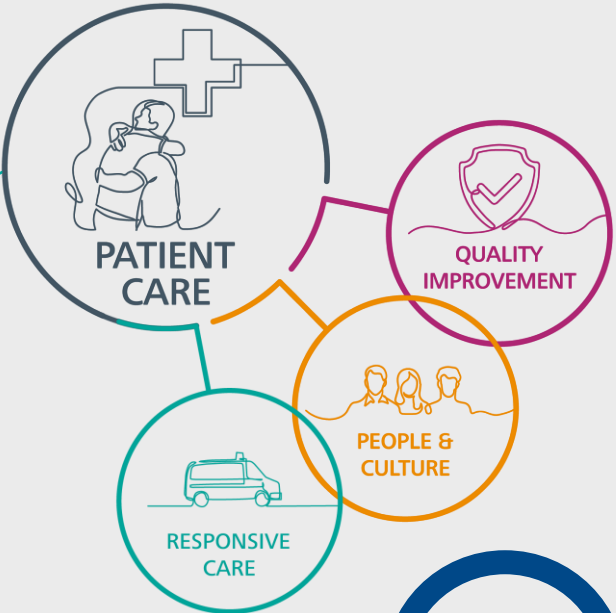 PATIENT
CARE
QUALITY
IMPROVEMENT
PEOPLE &
CULTURE
RESPONSIVE
CARE